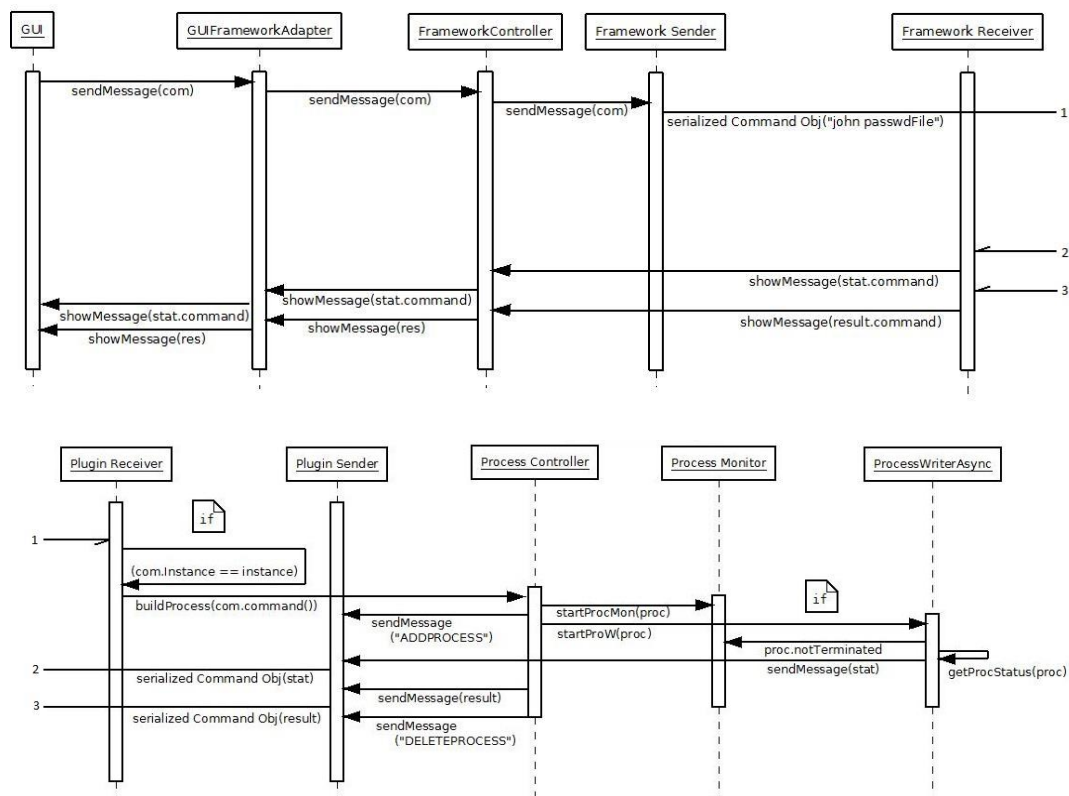 GUI
GUIFrameworkAdapter
FrameworkController
Framework Sender
Framework Receiver
sendMessage(com)
sendMessage(com)
sendMessage(com)
serialized Command Obj("john passwdFile")
1
2
showMessage(stat.command)
3
showMessage(stat.command)
showMessage(stat.command)
showMessage(result.command)
showMessage(res)
showMessage(res)
Plugin Receiver
Plugin Sender
Process Controller
Process Monitor
ProcessWriterAsync
if
1
(com.Instance == instance)
buildProcess(com.command())
if
startProcMon(proc)
sendMessage
("ADDPROCESS")
startProW(proc)
proc.notTerminated
2
sendMessage(stat)
getProcStatus(proc)
serialized Command Obj(stat)
sendMessage(result)
3
serialized Command Obj(result)
sendMessage
("DELETEPROCESS")